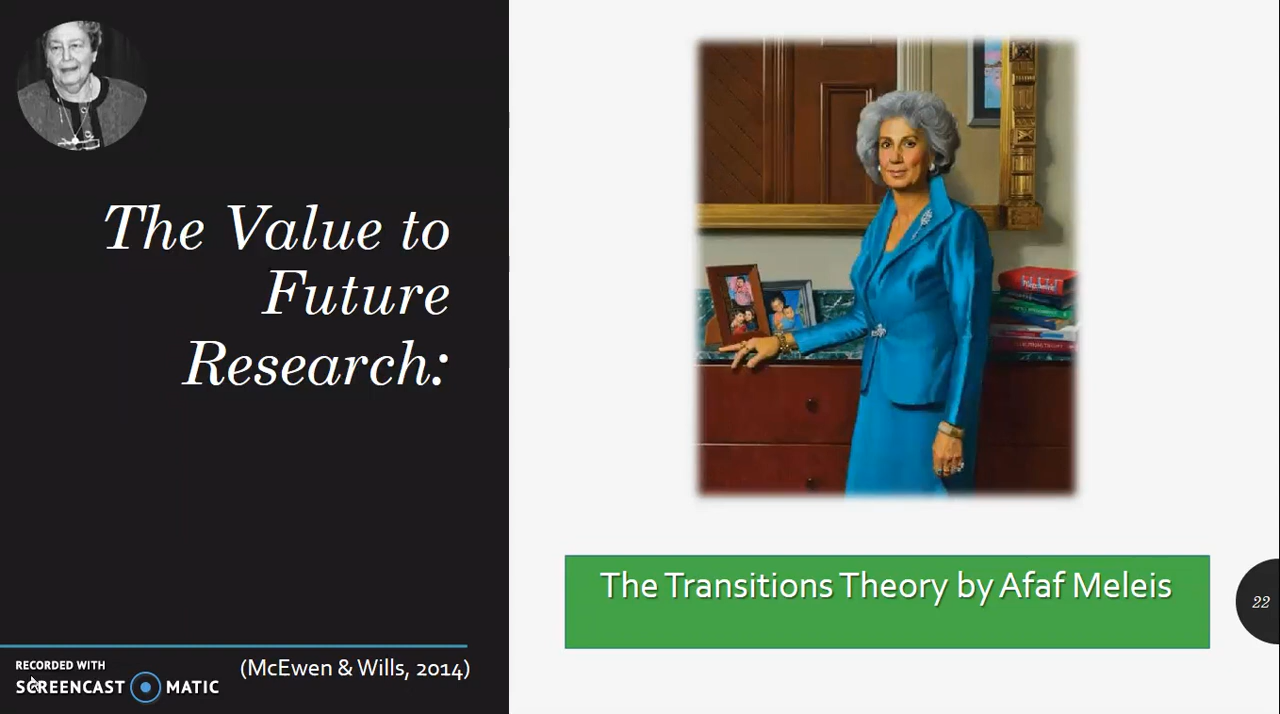 The Value to
Future
Research:
The Transitions Theory by Afaf Meleis
22
(McEwen & Wills, 2014)
RECORDED WITH
SCREENCAST MATIC